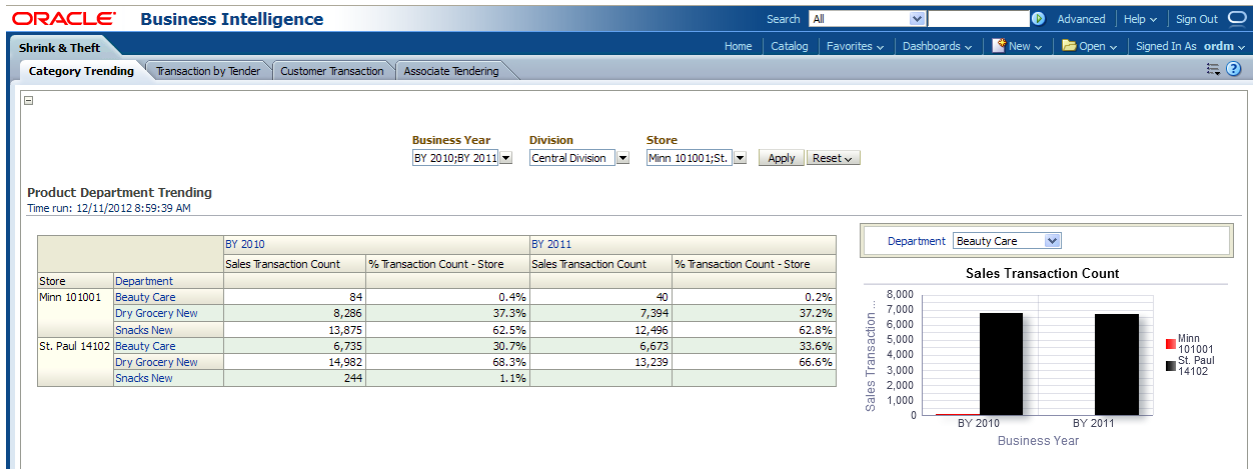 ORACLE Business Intelligence Search All Advanced Help Sign Out
Shrink & Theft Home Catalog Favorites Dashboards New Open Signed In As ordm
Category Trending Transaction by Tender Customer Transaction Associate Tendering
Business Year Division Store
BY 2010;BY 2011 Central Division Minn 101001;St. Apply Reset
Product Department Trending
Time run: 12/11/2012 8:59:39 AM
BY 2010 BY 2011
Sales Transaction Count % Transaction Count - Store Sales Transaction Count % Transaction Count - Store
Store Department
Minn 101001 Beauty Care 84 0.4% 40 0.2%
Dry Grocery New 8,286 37.3% 7,394 37.2%
Snacks New 13,875 62.5% 12,496 62.8%
St. Paul 14102 Beauty Care 6,735 30.7% 6,673 33.6%
Dry Grocery New 14,982 68.3% 13,239 66.6%
Snacks New 244 1.1%
Department Beauty Care
Sales Transaction Count
Sales Transaction ...
8,000
7,000
6,000
5,000
4,000
3,000
2,000
1,000
0
BY 2010 BY 2011
Business Year
Minn
101001
St. Paul
14102